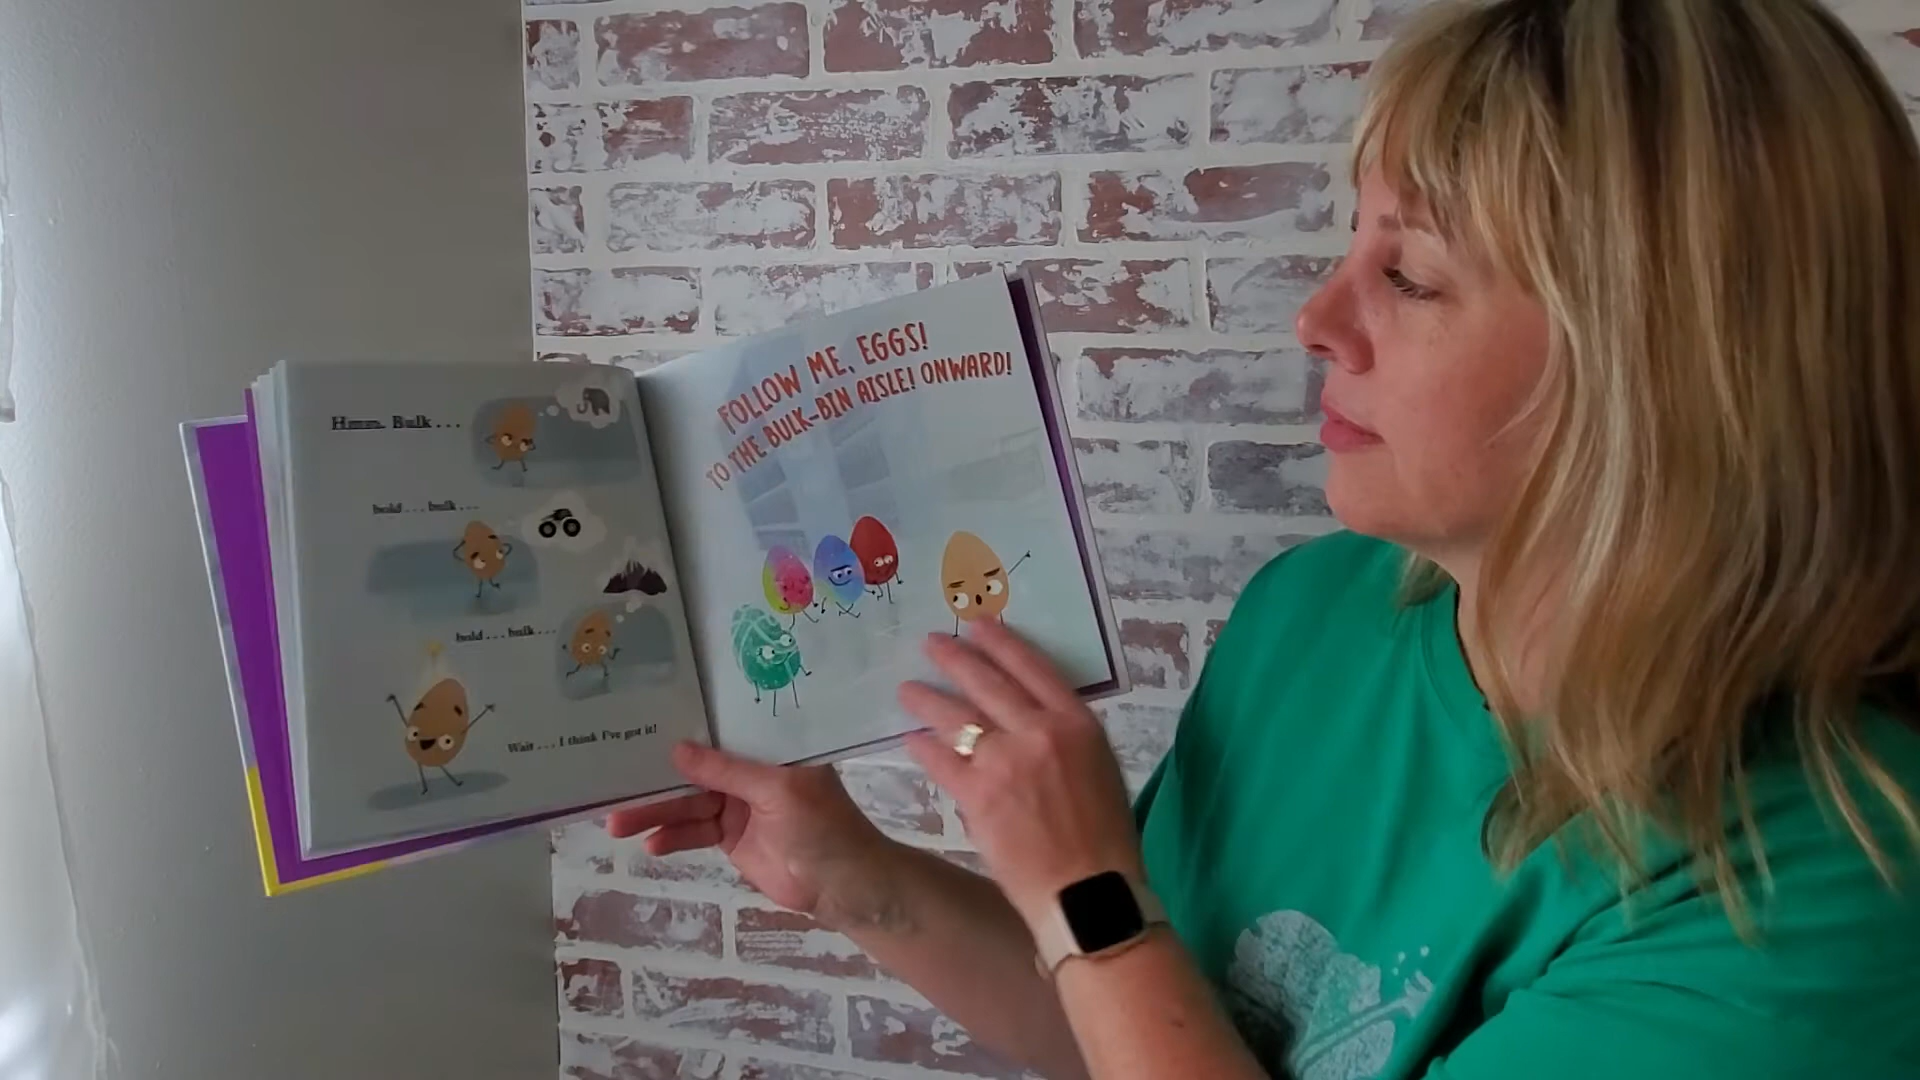 Hmm. Bulk...
bold... bulk...
bold... bulk...
Wait... I think I've got it!
FOLLOW ME, EGGS!
TO THE BULK-BIN AISLE! ONWARD!